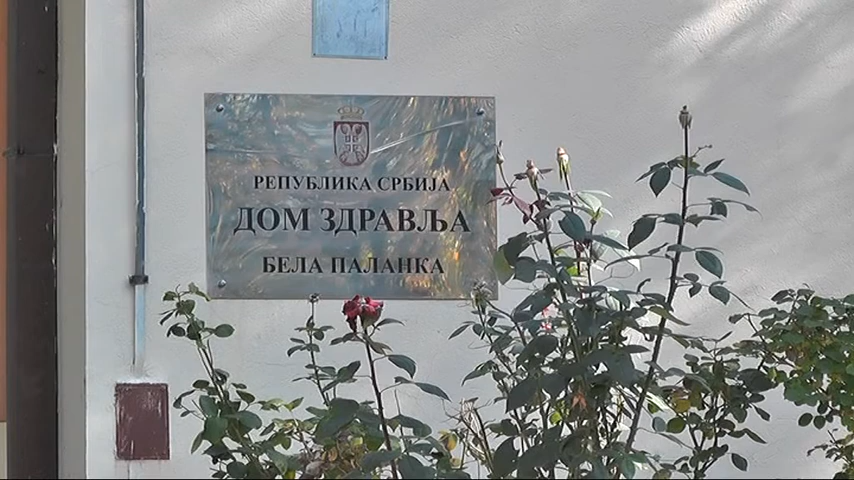 РЕПУБЛИКА СРБИЈА
ДОМ ЗДРАВЉА
БЕЛА ПАЛАНКА